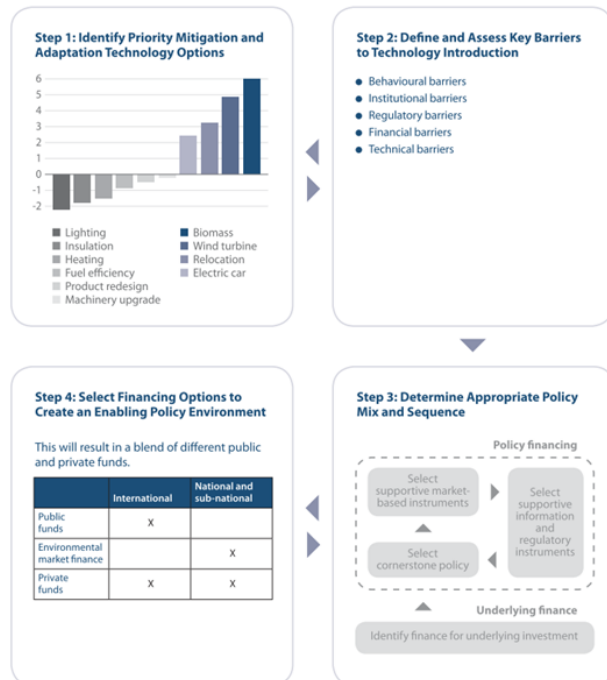 Step 1: Identify Priority Mitigation and
Adaptation Technology Options
6
5
4
3
2
1
0
-1
-2
Lighting
Insulation
Heating
Fuel efficiency
Product redesign
Machinery upgrade
Biomass
Wind turbine
Relocation
Electric car
Step 2: Define and Assess Key Barriers
to Technology Introduction
Behavioural barriers
Institutional barriers
Regulatory barriers
Financial barriers
Technical barriers
Step 4: Select Financing Options to
Create an Enabling Policy Environment
This will result in a blend of different public
and private funds.
International
National and
sub-national
Public
funds
X
Environmental
market finance
X
Private
funds
X
X
Step 3: Determine Appropriate Policy
Mix and Sequence
Policy financing
Select
supportive market-
based instruments
Select
supportive
information
and
regulatory
instruments
Select
cornerstone policy
Underlying finance
Identify finance for underlying investment